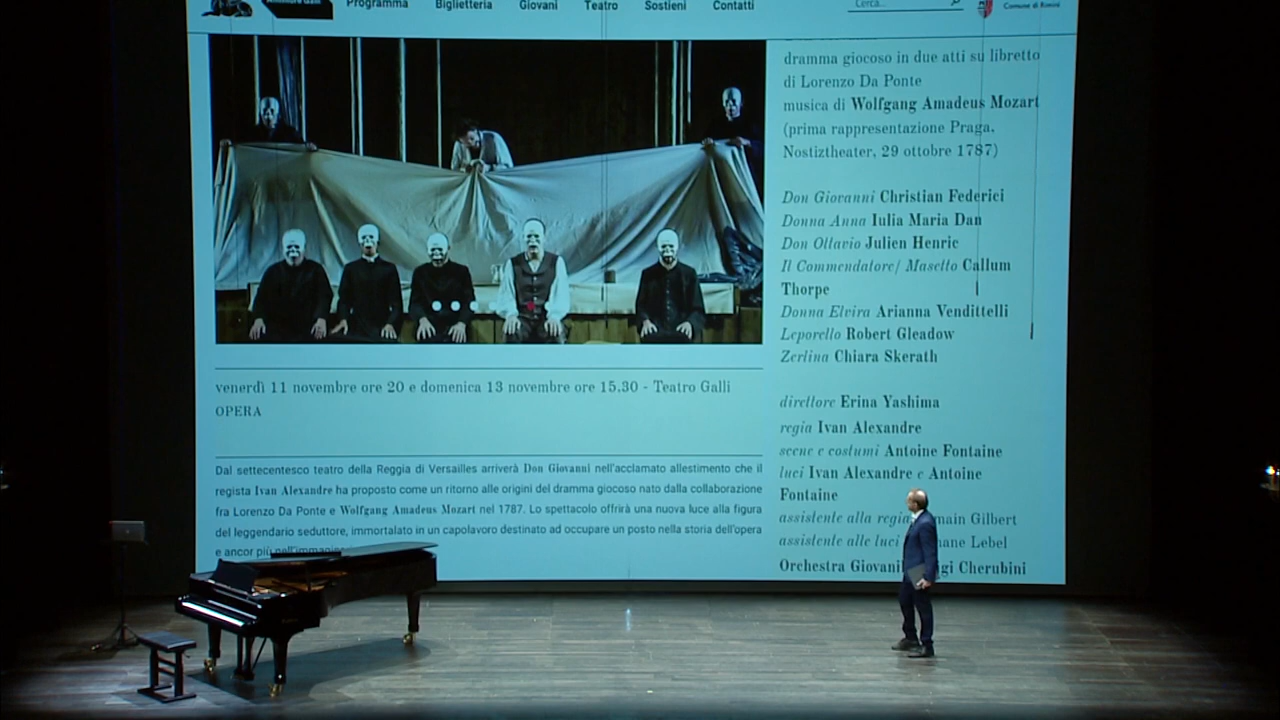 Programma Biglietteria Giovani Teatro Sostieni Contatti
Cerca...
Comune di Rimini
dramma giocoso in due atti su libretto
di Lorenzo Da Ponte
musica di Wolfgang Amadeus Mozart
(prima rappresentazione Praga,
Nostiztheater, 29 ottobre 1787)
Don Giovanni Christian Federici
Donna Anna Iulia Maria Dan
Don Ottavio Julien Henric
Il Commendatore/ Masetto Callum
Thorpe
Donna Elvira Arianna Vendittelli
Leporello Robert Gleadow
Zerlina Chiara Skerath
direttore Erina Yashima
regia Ivan Alexandre
scene e costumi Antoine Fontaine
luci Ivan Alexandre e Antoine
Fontaine
assistente alla regia Gilbert
assistente alle luci Lebel
Orchestra Cherubini
venerdì 11 novembre ore 20 e domenica 13 novembre ore 15.30 - Teatro Galli
OPERA
Dal settecentesco teatro della Reggia di Versailles arriverà Don Giovanni nell'acclamato allestimento che il
regista Ivan Alexandre ha proposto come un ritorno alle origini del dramma giocoso nato dalla collaborazione
fra Lorenzo Da Ponte e Wolfgang Amadeus Mozart nel 1787. Lo spettacolo offrirà una nuova luce alla figura
del leggendario seduttore, immortalato in un capolavoro destinato ad occupare un posto nella storia dell'opera
e ancor più